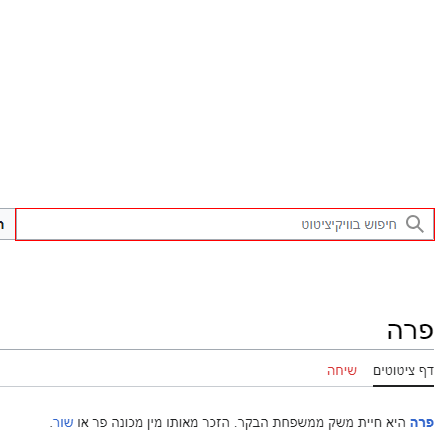 חיפוש בוויקיציטוט
פרה
דף ציטוטים שיחה
פרה היא חיית משק ממשפחת הבקר. הזכר מאותו מין מכונה פר או שור.